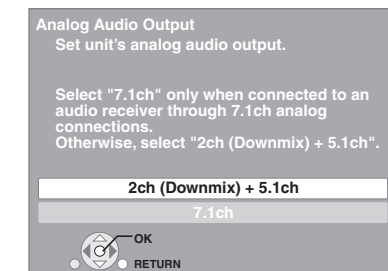 Analog Audio Output
Set unit's analog audio output.
Select "7.1ch" only when connected to an
audio receiver through 7.1ch analog
connections.
Otherwise, select "2ch (Downmix) + 5.1ch".
2ch (Downmix) + 5.1ch
7.1ch
OK
RETURN